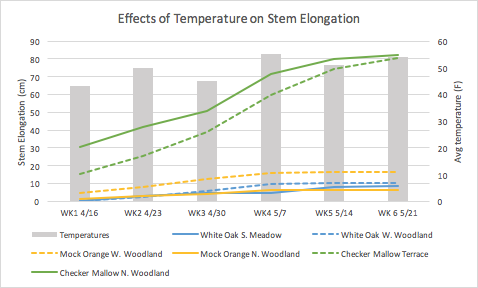 Effects of Temperature on Stem Elongation
90
80
70
60
50
40
30
20
10
0
Stem Elongation (cm)
60
50
40
30
20
10
0
Avg temperature (F)
WK1 4/16 WK2 4/23 WK3 4/30 WK4 5/7 WK5 5/14 WK 6 5/21
Temperatures White Oak S. Meadow White Oak W. Woodland
Mock Oranges W. Woodland Mock Oranges N. Woodland Checker Mallow Terrace
Checker Mallow N. Woodland